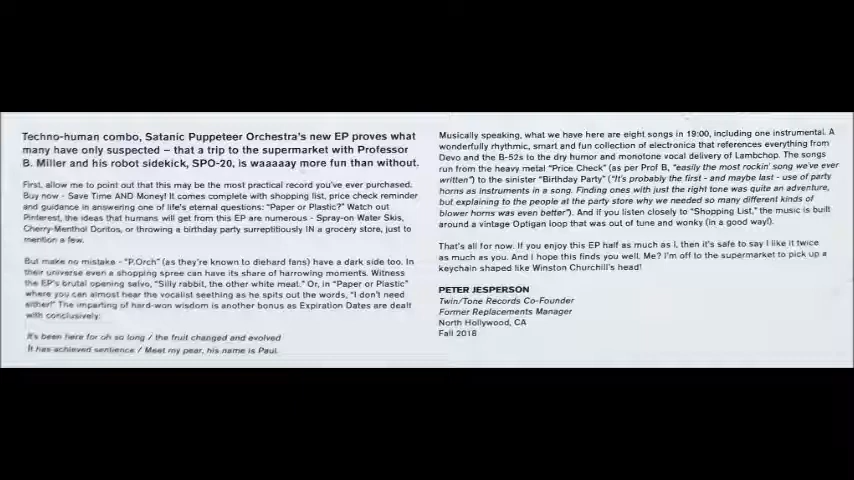 Techno-human combo, Satanic Puppeteer Orchestra's new EP proves what
many have only suspected – that a trip to the supermarket with Professor
B. Miller and his robot sidekick, SPO-20, is waaaaay more fun than without.
First, allow me to point out that this may be the most practical record you've ever purchased.
Buy now - Save Time AND Money! It comes complete with shopping list, price check reminder
and guidance in answering one of life's eternal questions: "Paper or Plastic?" Watch out
Pinterest, the ideas that humans will get from this EP are numerous - Spray-on Water Skis,
Cherry-Menthol Doritos, or throwing a birthday party surreptitiously IN a grocery store, just to
mention a few.
But make no mistake - "P.Orch" (as they're known to diehard fans) have a dark side too. In
their universe even a shopping spree can have its share of harrowing moments. Witness
the EP's brutal opening salvo, "Silly rabbit, the other white meat." Or, in "Paper or Plastic"
where you can almost hear the vocalist seething as he spits out the words, "I don't need
either!" The imparting of hard-won wisdom is another bonus as Expiration Dates are dealt
with conclusively:
It's been here for oh so long / the fruit changed and evolved
It has achieved sentience / Meet my pear, his name is Paul.
Musically speaking, what we have here are eight songs in 19:00, including one instrumental. A
wonderfully rhythmic, smart and fun collection of electronica that references everything from
Devo and the B-52s to the dry humor and monotone vocal delivery of Lambchop. The songs
run from the heavy metal "Price Check" (as per Prof B, "easily the most rockin' song we've ever
written") to the sinister "Birthday Party" ("It's probably the first - and maybe last - use of party
horns as instruments in a song. Finding ones with just the right tone was quite an adventure,
but explaining to the people at the party store why we needed so many different kinds of
blower horns was even better"). And if you listen closely to "Shopping List," the music is built
around a vintage Optigan loop that was out of tune and wonky (in a good way!).
That's all for now. If you enjoy this EP half as much as I, then it's safe to say I like it twice
as much as you. And I hope this finds you well. Me? I'm off to the supermarket to pick up a
keychain shaped like Winston Churchill's head!
PETER JESPERSON
Twin/Tone Records Co-Founder
Former Replacements Manager
North Hollywood, CA
Fall 2018